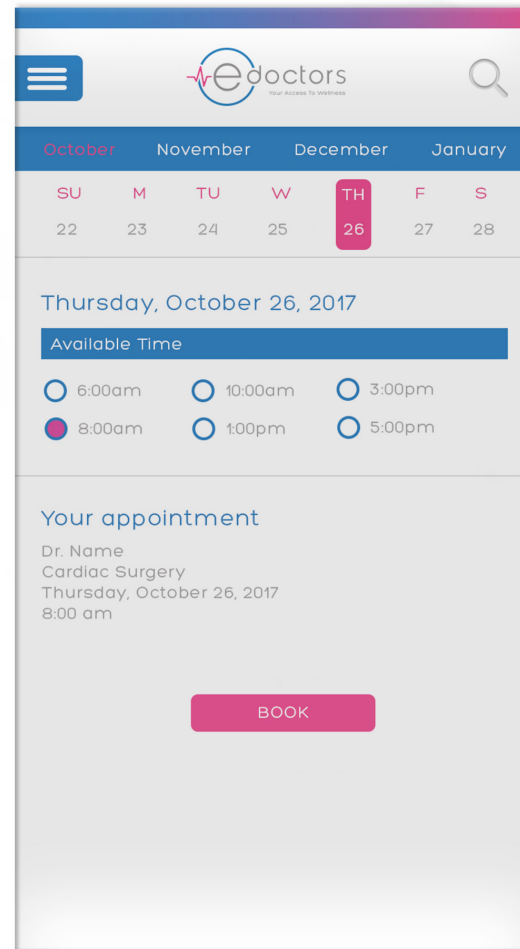 edoctors
Your Access To Wellness
October November December January
SU M TU W TH F S
22 23 24 25 26 27 28
Thursday, October 26, 2017
Available Time
6:00am 10:00am 3:00pm
8:00am 1:00pm 5:00pm
Your appointment
Dr. Name
Cardiac Surgery
Thursday, October 26, 2017
8:00 am
BOOK